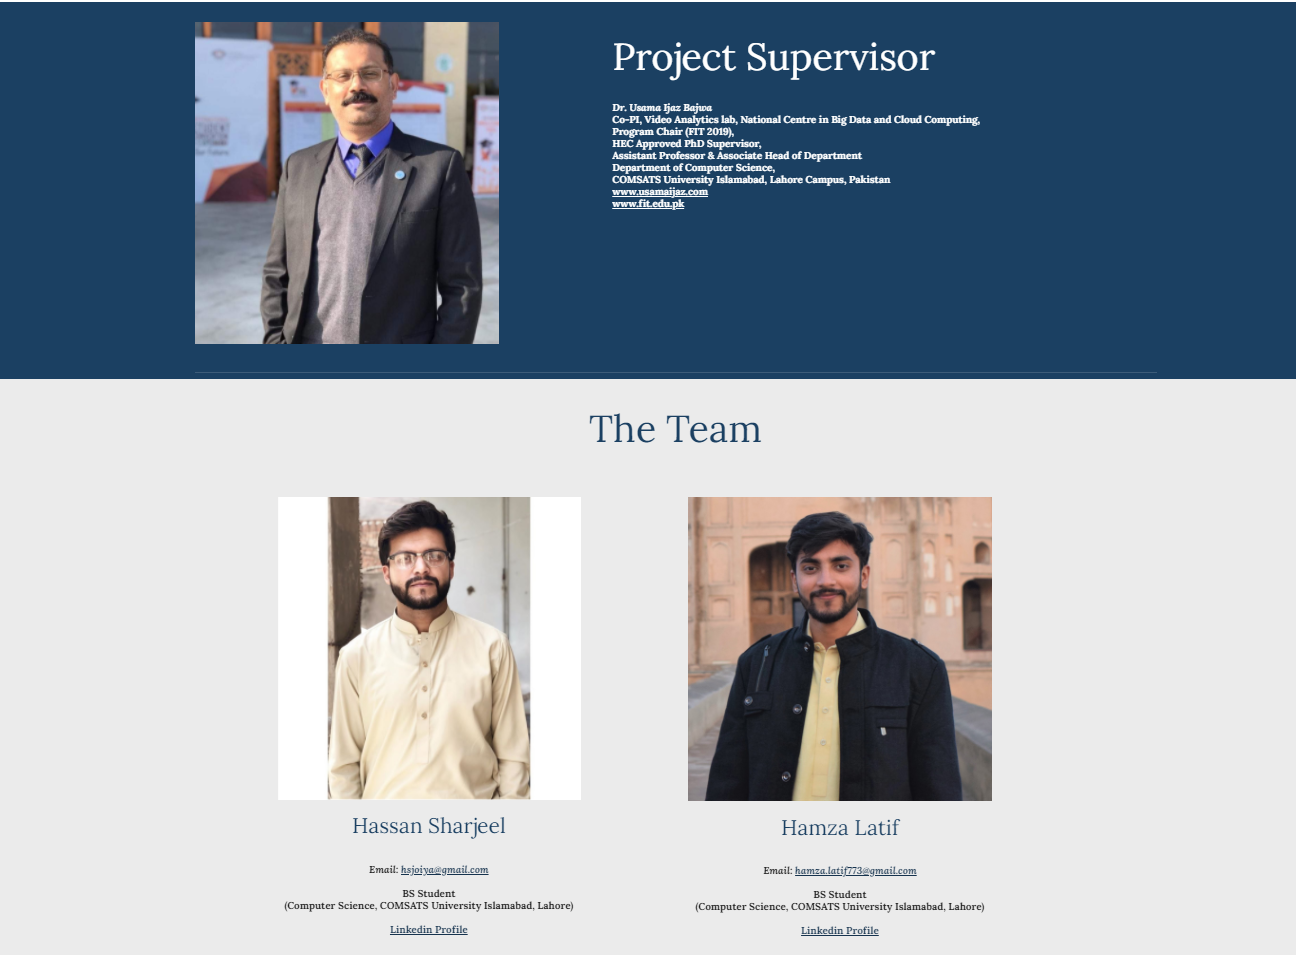 Project Supervisor
Dr. Usama Ijaz Bajwa
Co-PI, Video Analytics lab, National Centre in Big Data and Cloud Computing,
Program Chair (FIT 2019),
HEC Approved PhD Supervisor,
Assistant Professor & Associate Head of Department
Department of Computer Science,
COMSATS University Islamabad, Lahore Campus, Pakistan
www.usamaijaz.com
www.fit.edu.pk
The Team
Hassan Sharjeel
Email: hsjoiya@gmail.com
BS Student
(Computer Science, COMSATS University Islamabad, Lahore)
Linkedin Profile
Hamza Latif
Email: hamza.latif773@gmail.com
BS Student
(Computer Science, COMSATS University Islamabad, Lahore)
Linkedin Profile